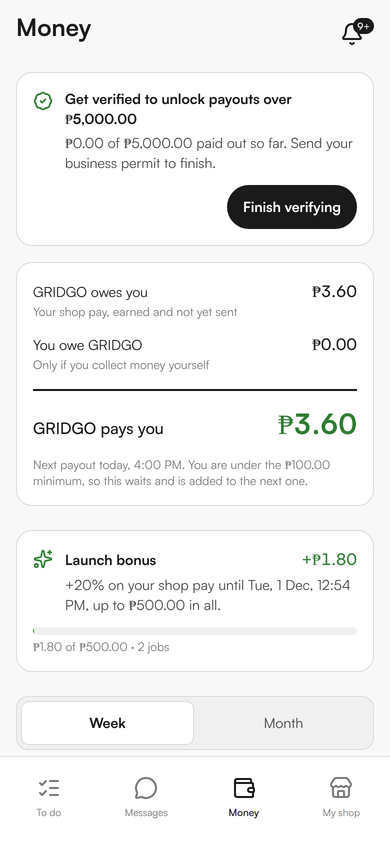 Money
9+
Get verified to unlock payouts over
₱5,000.00
₱0.00 of ₱5,000.00 paid out so far. Send your
business permit to finish.
Finish verifying
GRIDGO owes you ₱3.60
Your shop pay, earned and not yet sent
You owe GRIDGO ₱0.00
Only if you collect money yourself
GRIDGO pays you ₱3.60
Next payout today, 4:00 PM. You are under the ₱100.00
minimum, so this waits and is added to the next one.
Launch bonus +₱1.80
+20% on your shop pay until Tue, 1 Dec, 12:54
PM, up to ₱500.00 in all.
₱1.80 of ₱500.00 · 2 jobs
Week Month
To do Messages Money My shop